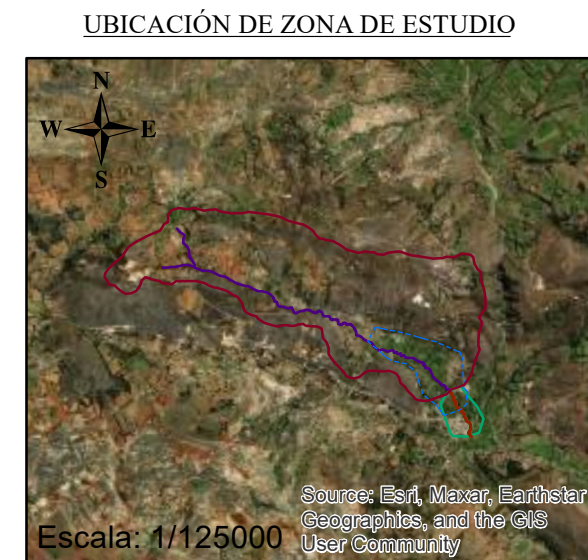 UBICACIÓN DE ZONA DE ESTUDIO
N
W E
S
Source: Esri, Maxar, Earthstar
Geographics, and the GIS
User Community
Escala: 1/125000